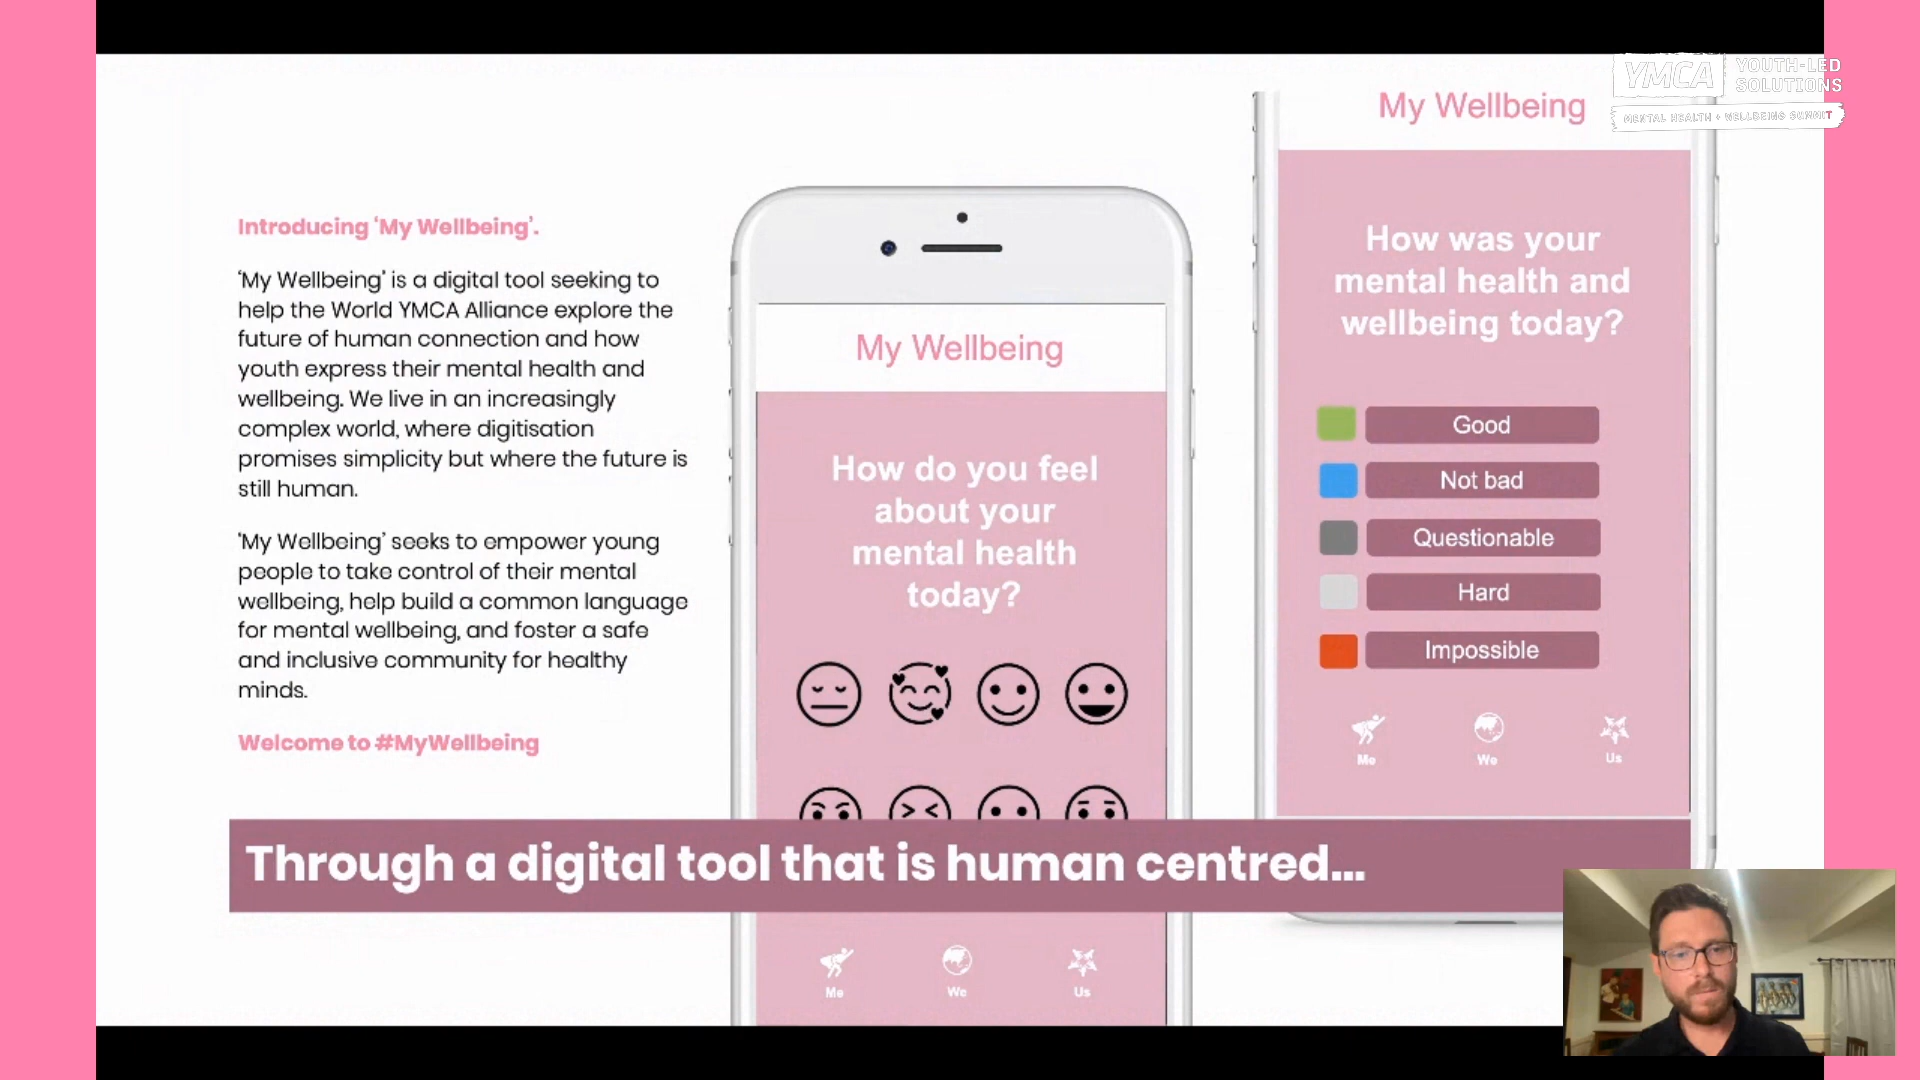 YMCA
YOUTH-LED
SOLUTIONS
MENTAL HEALTH + WELLBEING SUMMIT
Introducing ‘My Wellbeing’.
‘My Wellbeing’ is a digital tool seeking to
help the World YMCA Alliance explore the
future of human connection and how
youth express their mental health and
wellbeing. We live in an increasingly
complex world, where digitisation
promises simplicity but where the future is
still human.
‘My Wellbeing’ seeks to empower young
people to take control of their mental
wellbeing, help build a common language
for mental wellbeing, and foster a safe
and inclusive community for healthy
minds.
Welcome to #MyWellbeing
My Wellbeing
How do you feel
about your
mental health
today?
Me
We
Us
My Wellbeing
How was your
mental health and
wellbeing today?
Good
Not bad
Questionable
Hard
Impossible
Me
We
Us
Through a digital tool that is human centred...